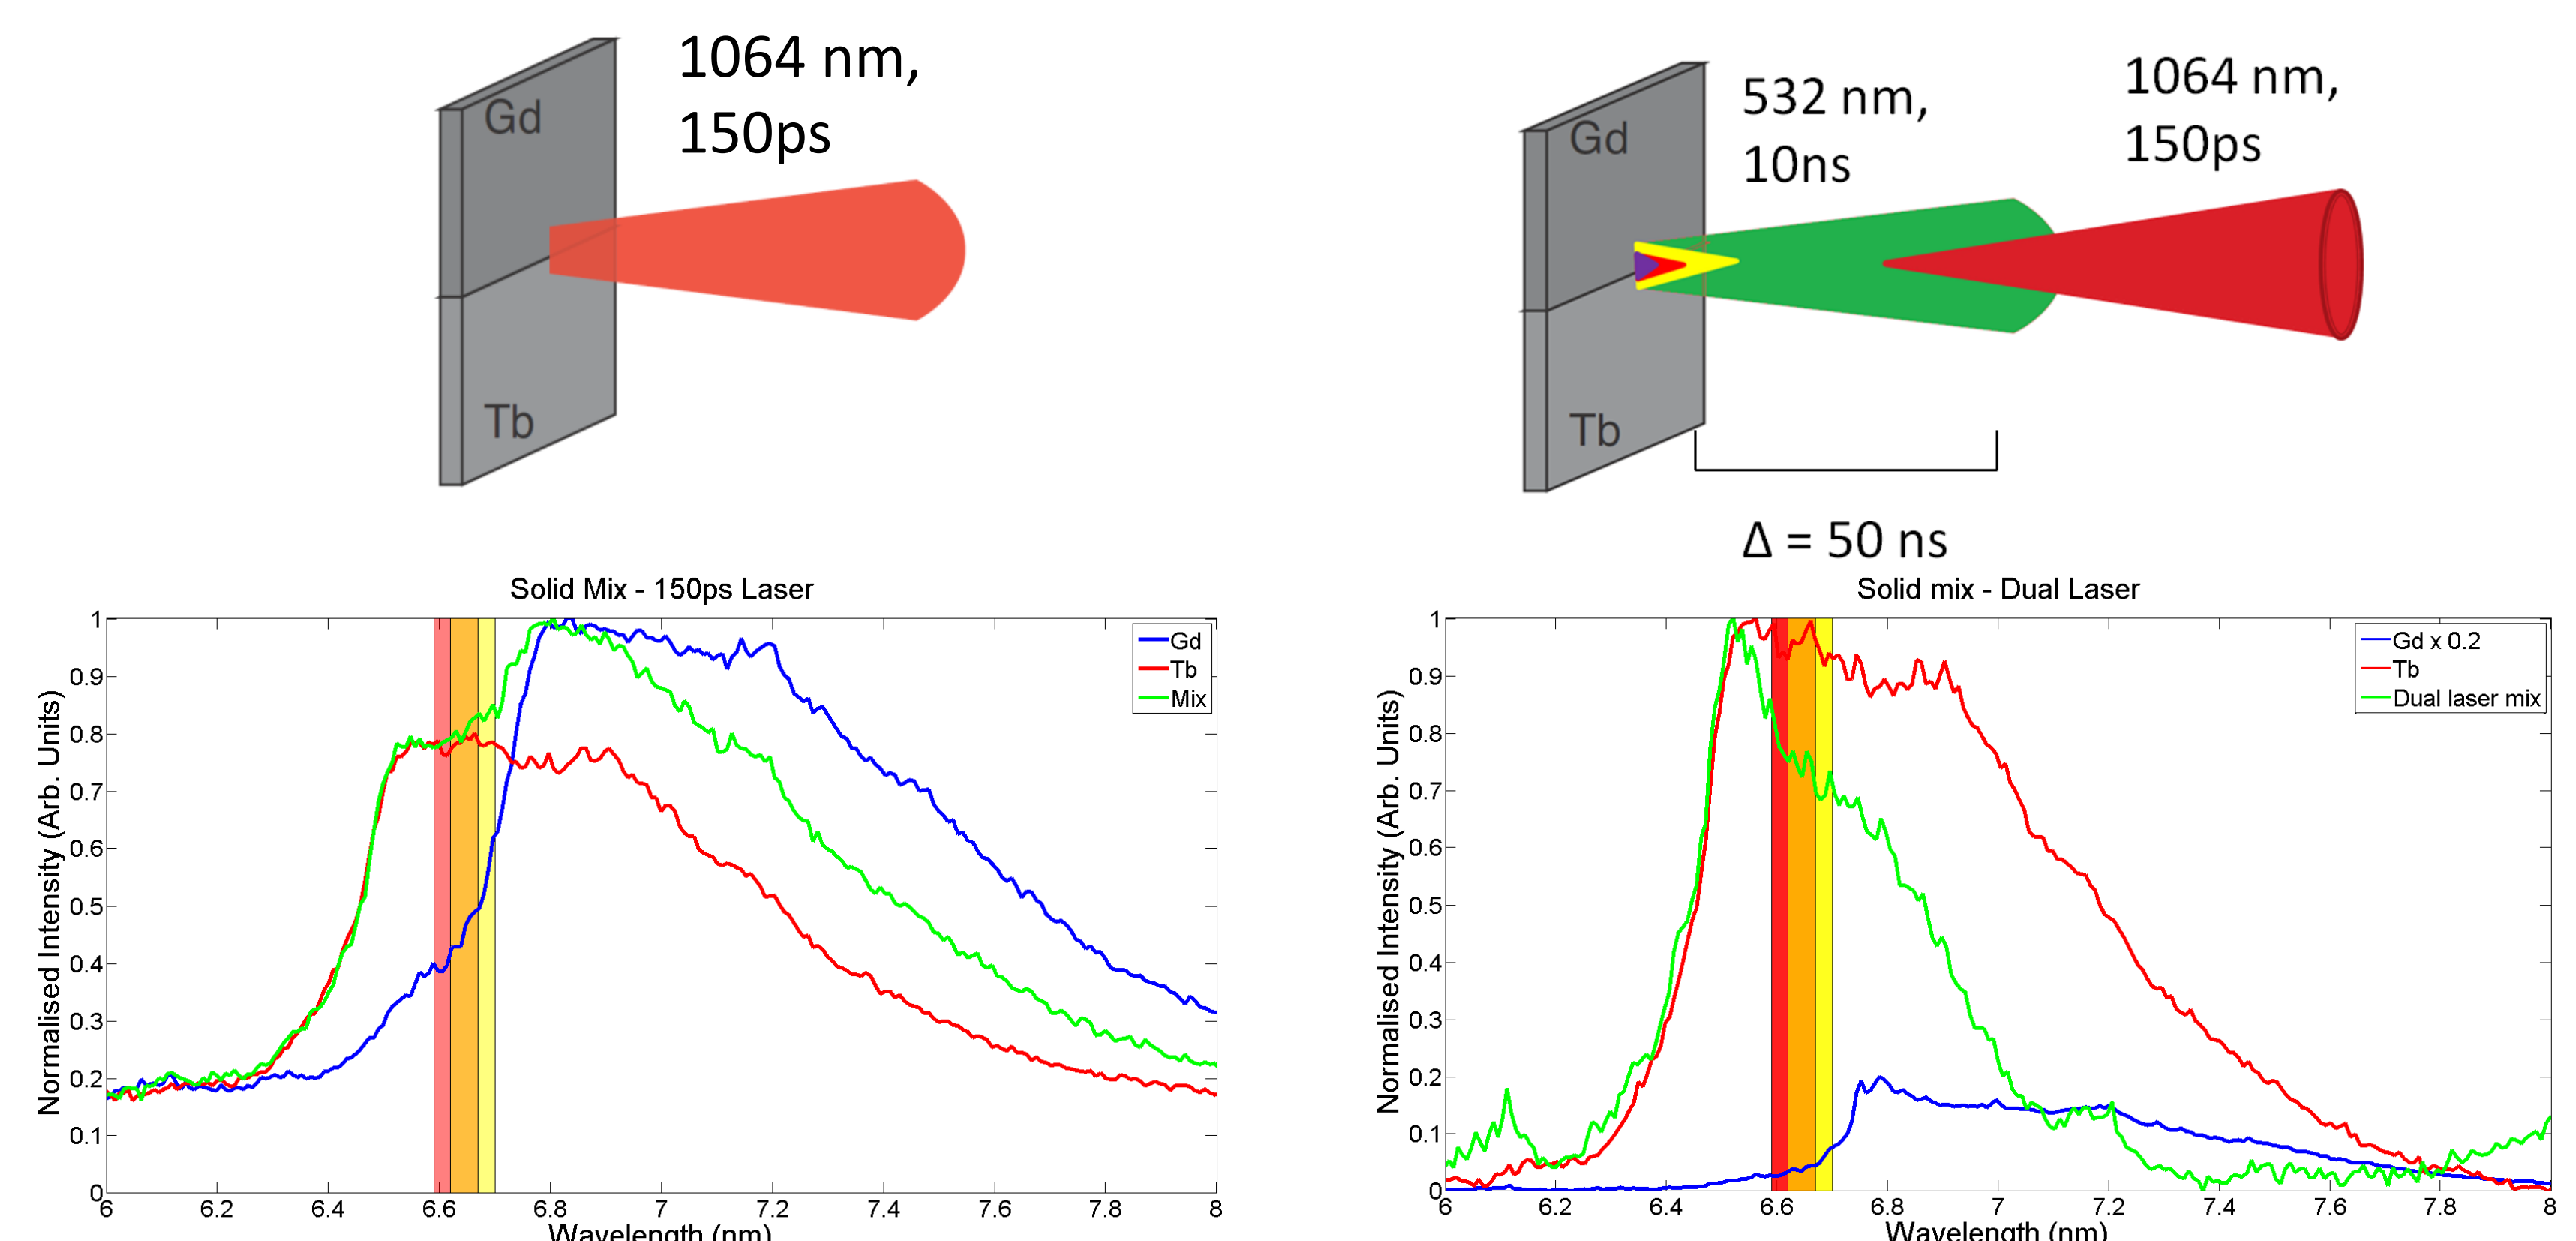 Gd
1064 nm,
150ps
Tb
Gd
532 nm,
10ns
1064 nm,
150ps
Tb
Δ = 50 ns
Solid Mix - 150ps Laser
Normalised Intensity (Arb. Units)
1
0.9
0.8
0.7
0.6
0.5
0.4
0.3
0.2
0.1
0
6 6.2 6.4 6.6 6.8 7 7.2 7.4 7.6 7.8 8
Wavelength (nm)
Gd
Tb
Mix
Solid mix - Dual Laser
Normalised Intensity (Arb. Units)
1
0.9
0.8
0.7
0.6
0.5
0.4
0.3
0.2
0.1
0
6 6.2 6.4 6.6 6.8 7 7.2 7.4 7.6 7.8 8
Wavelength (nm)
Gd x 0.2
Tb
Dual laser mix